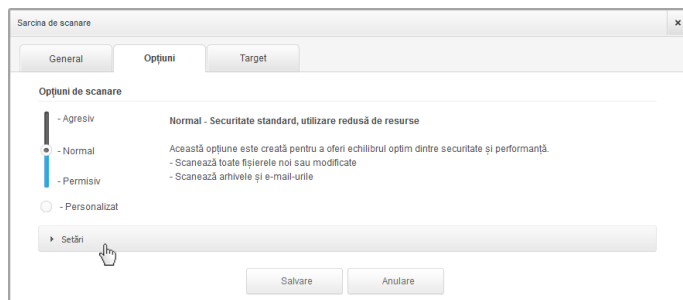 Sarcina de scanare ×
General Opțiuni Target
Opțiuni de scanare
- Agresiv
Normal - Securitate standard, utilizare redusă de resurse
- Normal
Această opțiune este creată pentru a oferi echilibrul optim dintre securitate și performanță.
- Scanează toate fișierele noi sau modificate
- Scanează arhivele și e-mail-urile
- Permisiv
- Personalizat
Setări
Salvare Anulare